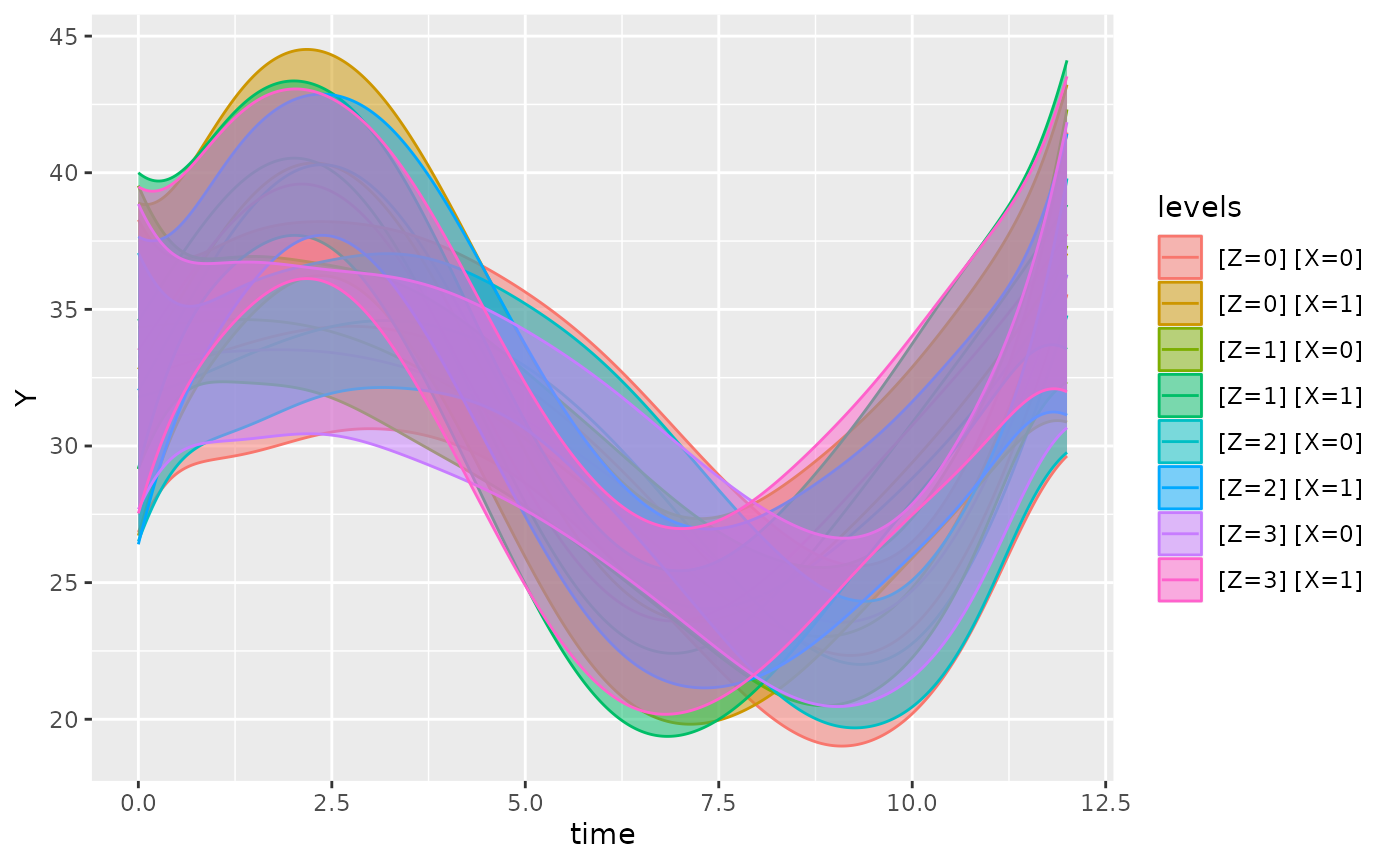 45
40
35
30
25
20
Y
0.0 2.5 5.0 7.5 10.0 12.5
time
levels
[Z=0] [X=0]
[Z=0] [X=1]
[Z=1] [X=0]
[Z=1] [X=1]
[Z=2] [X=0]
[Z=2] [X=1]
[Z=3] [X=0]
[Z=3] [X=1]